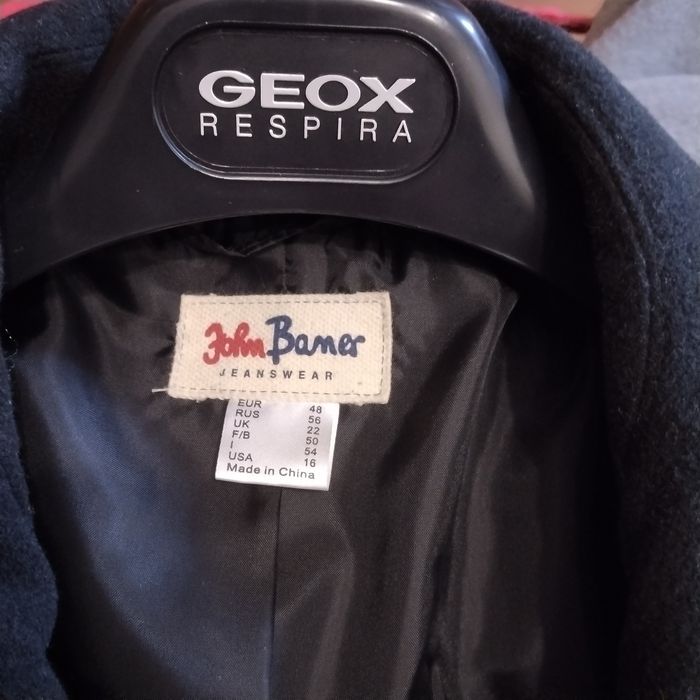 GEOX
RESPIRA
John Baner
JEANSWEAR
EUR 48
RUS 56
UK 22
F/B 50
I 54
USA 16
Made in China